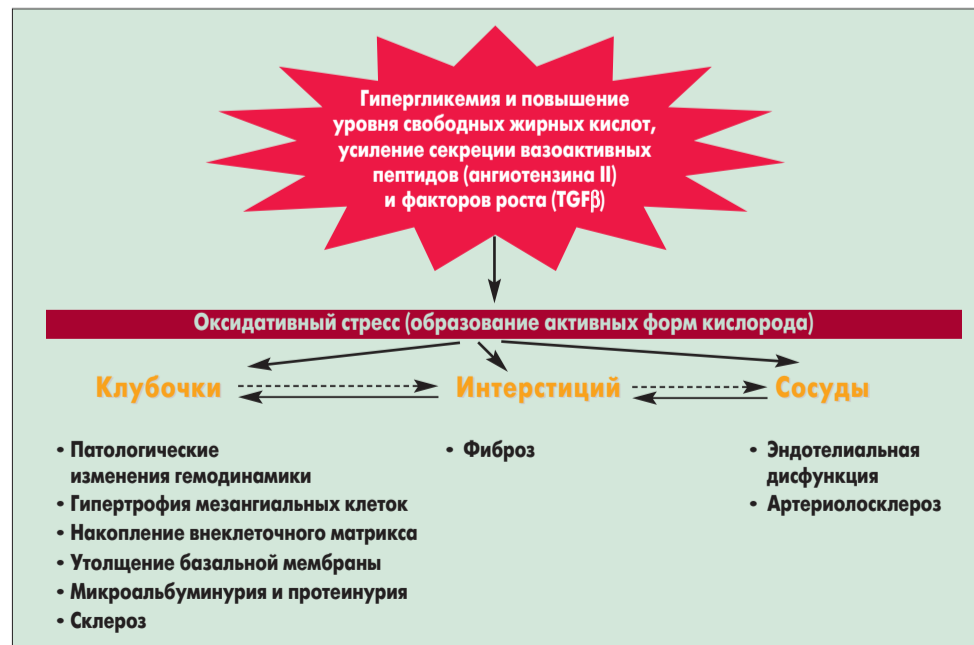 Гипергликемия и повышение
уровня свободных жирных кислот,
усиление секреции вазоактивных
пептидов (ангиотензина II)
и факторов роста (TGFβ)
Оксидативный стресс (образование активных форм кислорода)
Клубочки
• Патологические
изменения гемодинамики
• Гипертрофия мезангиальных клеток
• Накопление внеклеточного матрикса
• Утолщение базальной мембраны
• Микроальбуминурия и протеинурия
• Склероз
Интерстиций
• Фиброз
Сосуды
• Эндотелиальная
дисфункция
• Артериолосклероз